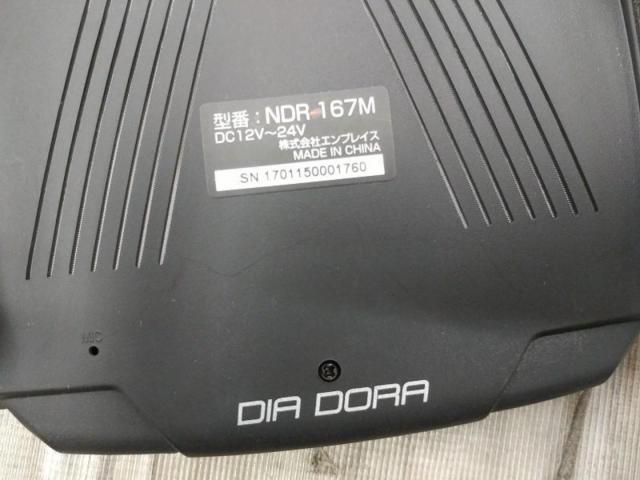 型番：NDR-167M
DC12V～24V
株式会社エンプレイス
MADE IN CHINA
SN 1701150001760
MIC
DIA DORA